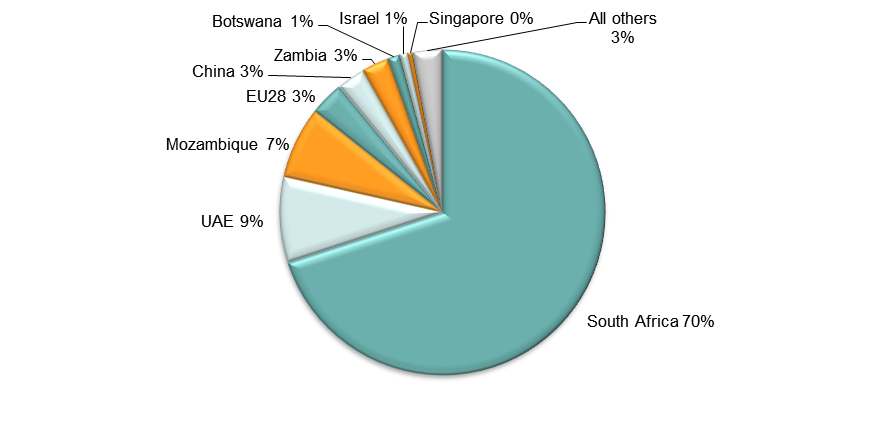 Botswana 1%
Israel 1%
Singapore 0%
All others
3%
Zambia 3%
China 3%
EU28 3%
Mozambique 7%
UAE 9%
South Africa 70%